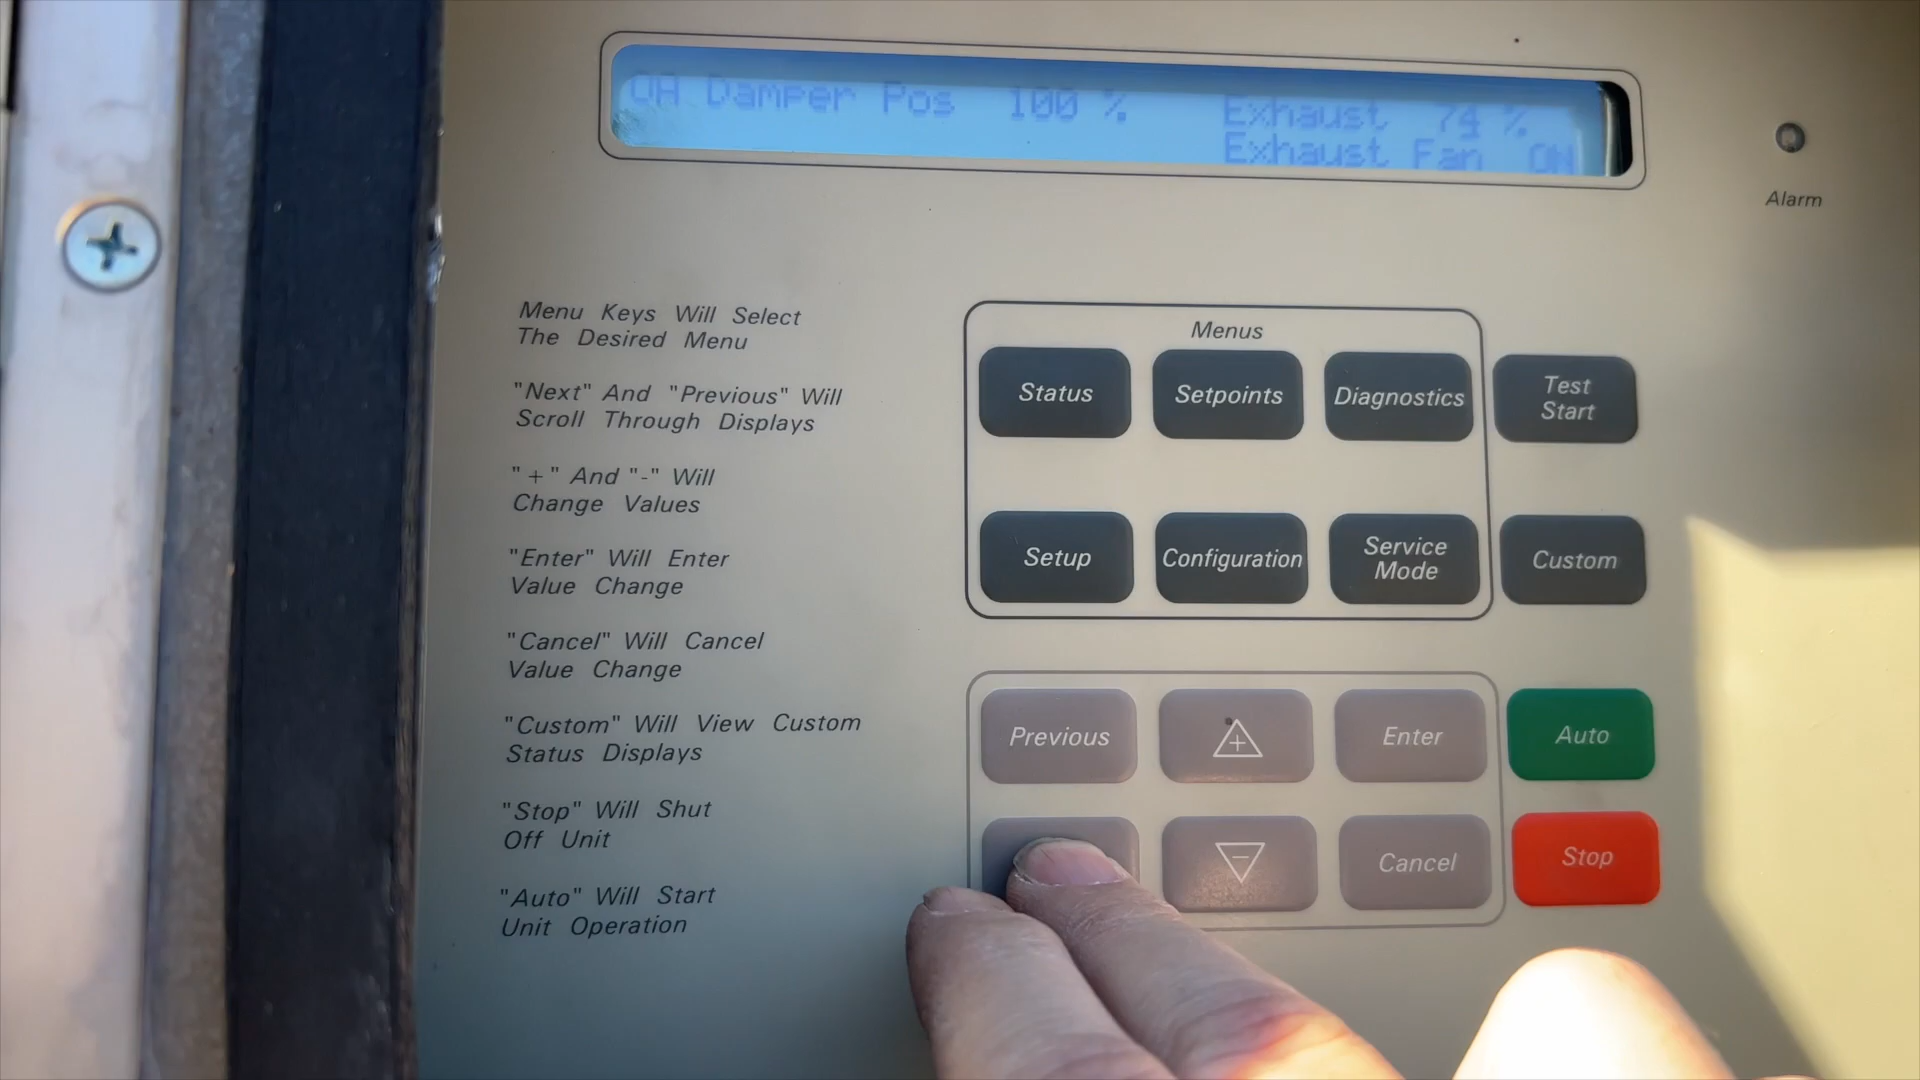 OA Damper Pos 100 % Exhaust 74 %
Exhaust Fan ON
Alarm
Menu Keys Will Select
The Desired Menu
"Next" And "Previous" Will
Scroll Through Displays
"+" And "-" Will
Change Values
"Enter" Will Enter
Value Change
"Cancel" Will Cancel
Value Change
"Custom" Will View Custom
Status Displays
"Stop" Will Shut
Off Unit
"Auto" Will Start
Unit Operation
Menus
Status
Setpoints
Diagnostics
Test
Start
Setup
Configuration
Service
Mode
Custom
Previous
+
Enter
Auto
-
Cancel
Stop